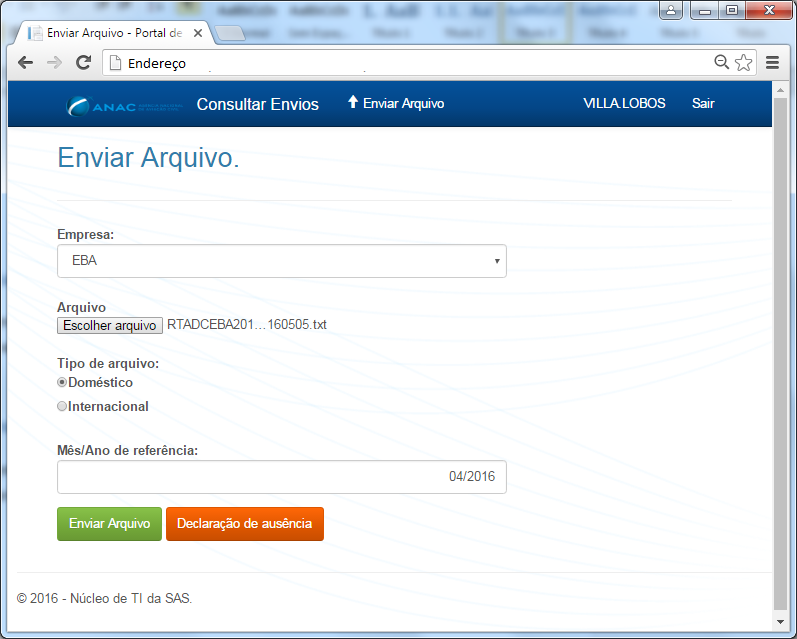 Enviar Arquivo - Portal de
Endereço
ANAC
Consultar Envios
Enviar Arquivo
VILLA LOBOS
Sair
Enviar Arquivo.
Empresa:
EBA
Arquivo
Escolher arquivo RTADCEBA201...160505.txt
Tipo de arquivo:
Doméstico
Internacional
Mês/Ano de referência:
04/2016
Enviar Arquivo
Declaração de ausência
© 2016 - Núcleo de TI da SAS.